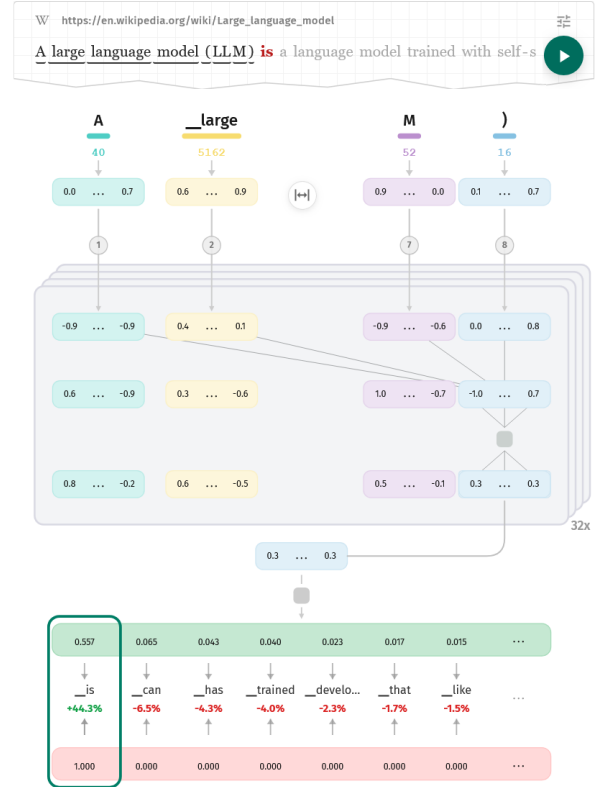 W https://en.wikipedia.org/wiki/Large_language_model
A large language model (LLM) is a language model trained with self-s
A __large M )
40 5162 52 16
0.0 ... 0.7 0.6 ... 0.9 0.9 ... 0.0 0.1 ... 0.7
1 2 7 8
-0.9 ... -0.9 0.4 ... 0.1 -0.9 ... -0.6 0.0 ... 0.8
0.6 ... -0.9 0.3 ... -0.6 1.0 ... -0.7 -1.0 ... 0.7
0.8 ... -0.2 0.6 ... -0.5 0.5 ... -0.1 0.3 ... 0.3
32x
0.3 ... 0.3
0.557 0.065 0.043 0.040 0.023 0.017 0.015 ...
__is __can __has __trained __develo... __that __like ...
+44.3% -6.5% -4.3% -4.0% -2.3% -1.7% -1.5%
1.000 0.000 0.000 0.000 0.000 0.000 0.000 ...